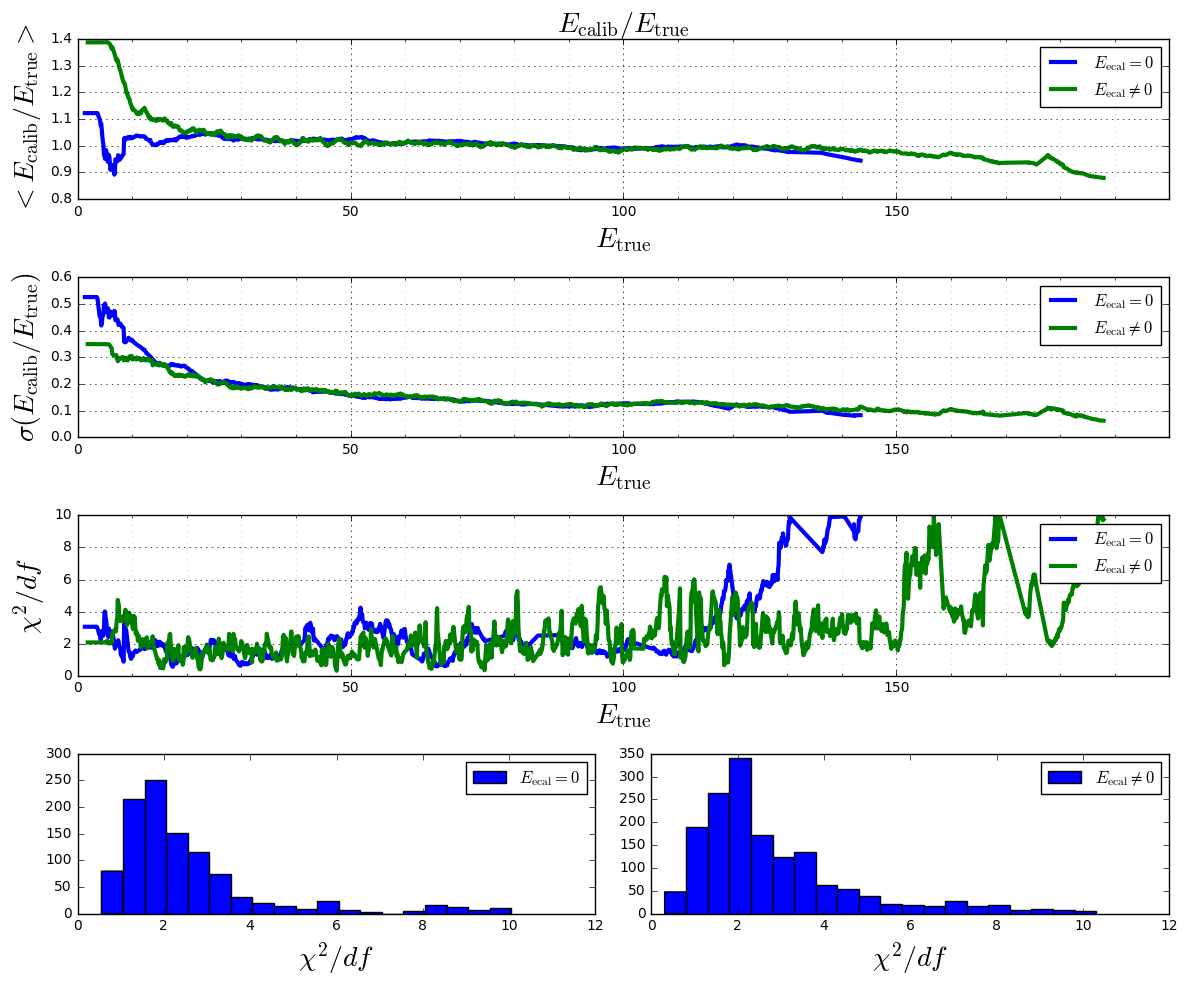 E_calib/E_true
< E_calib/E_true >
1.4
1.3
1.2
1.1
1.0
0.9
0.8
E_ecal = 0
E_ecal ≠ 0
0 50 100 150
E_true
σ(E_calib/E_true)
0.6
0.5
0.4
0.3
0.2
0.1
0.0
E_ecal = 0
E_ecal ≠ 0
0 50 100 150
E_true
χ²/df
10
8
6
4
2
0
E_ecal = 0
E_ecal ≠ 0
0 50 100 150
E_true
300
250
200
150
100
50
0
E_ecal = 0
0 2 4 6 8 10 12
χ²/df
350
300
250
200
150
100
50
0
E_ecal ≠ 0
0 2 4 6 8 10 12
χ²/df